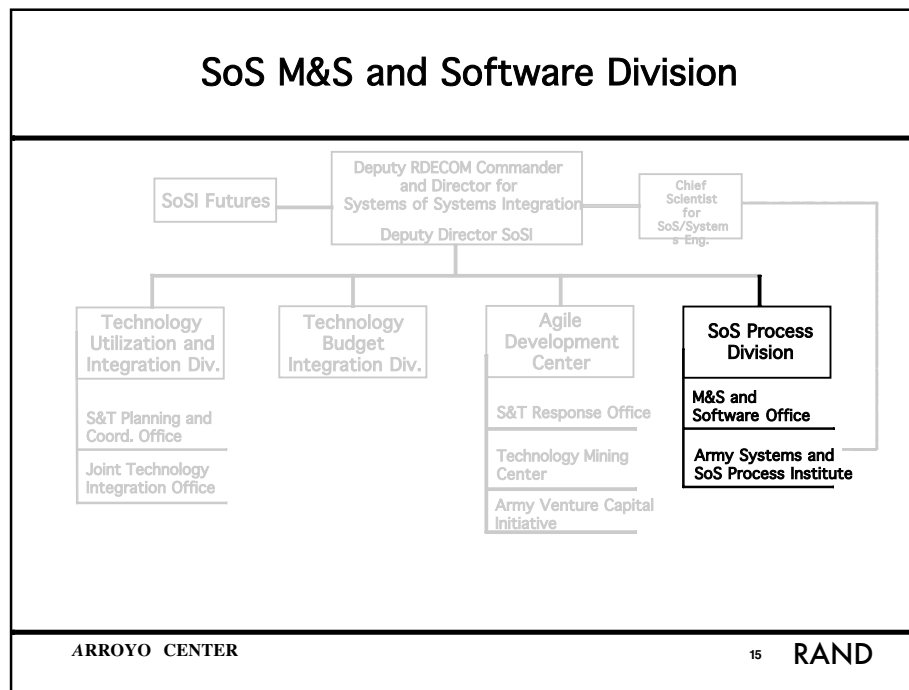 SoS M&S and Software Division
Deputy RDECOM Commander
and Director for
Systems of Systems Integration
Deputy Director SoSI
SoSI Futures
Chief
Scientist
for
SoS/System
s Eng.
Technology
Utilization and
Integration Div.
S&T Planning and
Coord. Office
Joint Technology
Integration Office
Technology
Budget
Integration Div.
Agile
Development
Center
S&T Response Office
Technology Mining
Center
Army Venture Capital
Initiative
SoS Process
Division
M&S and
Software Office
Army Systems and
SoS Process Institute
ARROYO CENTER
15
RAND